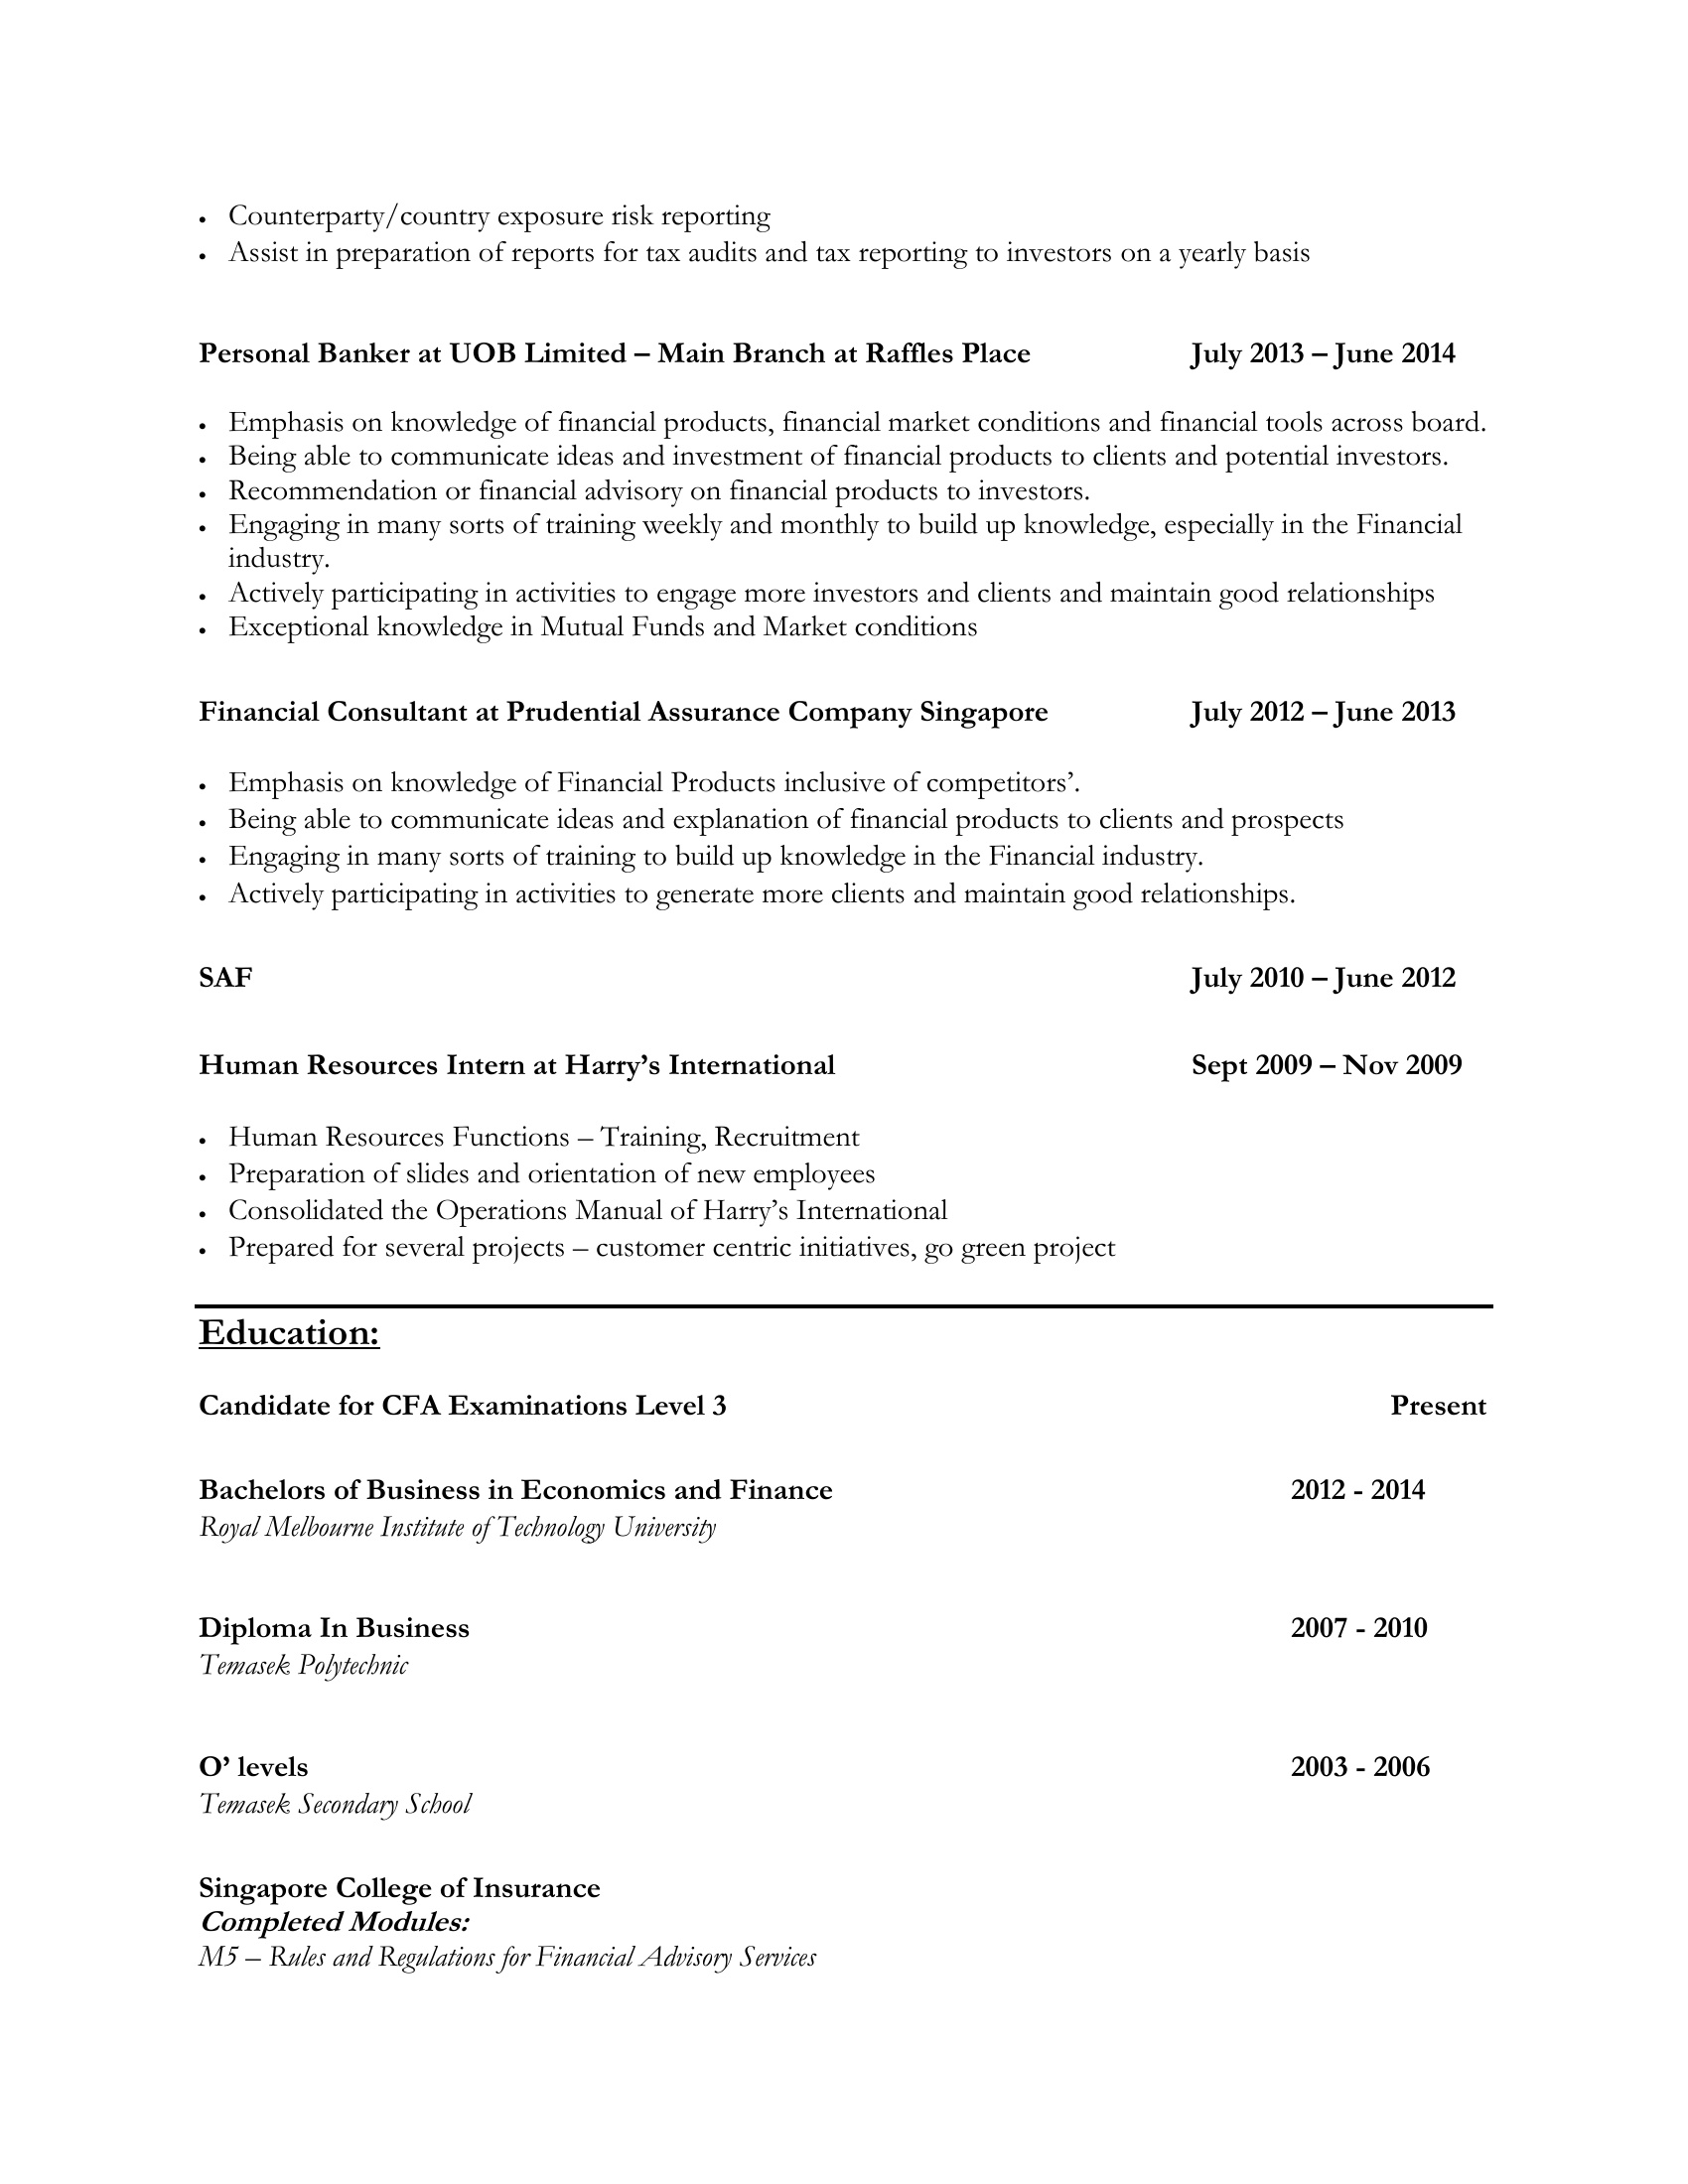 • Counterparty/country exposure risk reporting
• Assist in preparation of reports for tax audits and tax reporting to investors on a yearly basis
Personal Banker at UOB Limited – Main Branch at Raffles Place July 2013 – June 2014
• Emphasis on knowledge of financial products, financial market conditions and financial tools across board.
• Being able to communicate ideas and investment of financial products to clients and potential investors.
• Recommendation or financial advisory on financial products to investors.
• Engaging in many sorts of training weekly and monthly to build up knowledge, especially in the Financial
industry.
• Actively participating in activities to engage more investors and clients and maintain good relationships
• Exceptional knowledge in Mutual Funds and Market conditions
Financial Consultant at Prudential Assurance Company Singapore July 2012 – June 2013
• Emphasis on knowledge of Financial Products inclusive of competitors’.
• Being able to communicate ideas and explanation of financial products to clients and prospects
• Engaging in many sorts of training to build up knowledge in the Financial industry.
• Actively participating in activities to generate more clients and maintain good relationships.
SAF July 2010 – June 2012
Human Resources Intern at Harry’s International Sept 2009 – Nov 2009
• Human Resources Functions – Training, Recruitment
• Preparation of slides and orientation of new employees
• Consolidated the Operations Manual of Harry’s International
• Prepared for several projects – customer centric initiatives, go green project
Education:
Candidate for CFA Examinations Level 3 Present
Bachelors of Business in Economics and Finance 2012 - 2014
Royal Melbourne Institute of Technology University
Diploma In Business 2007 - 2010
Temasek Polytechnic
O’ levels 2003 - 2006
Temasek Secondary School
Singapore College of Insurance
Completed Modules:
M5 – Rules and Regulations for Financial Advisory Services